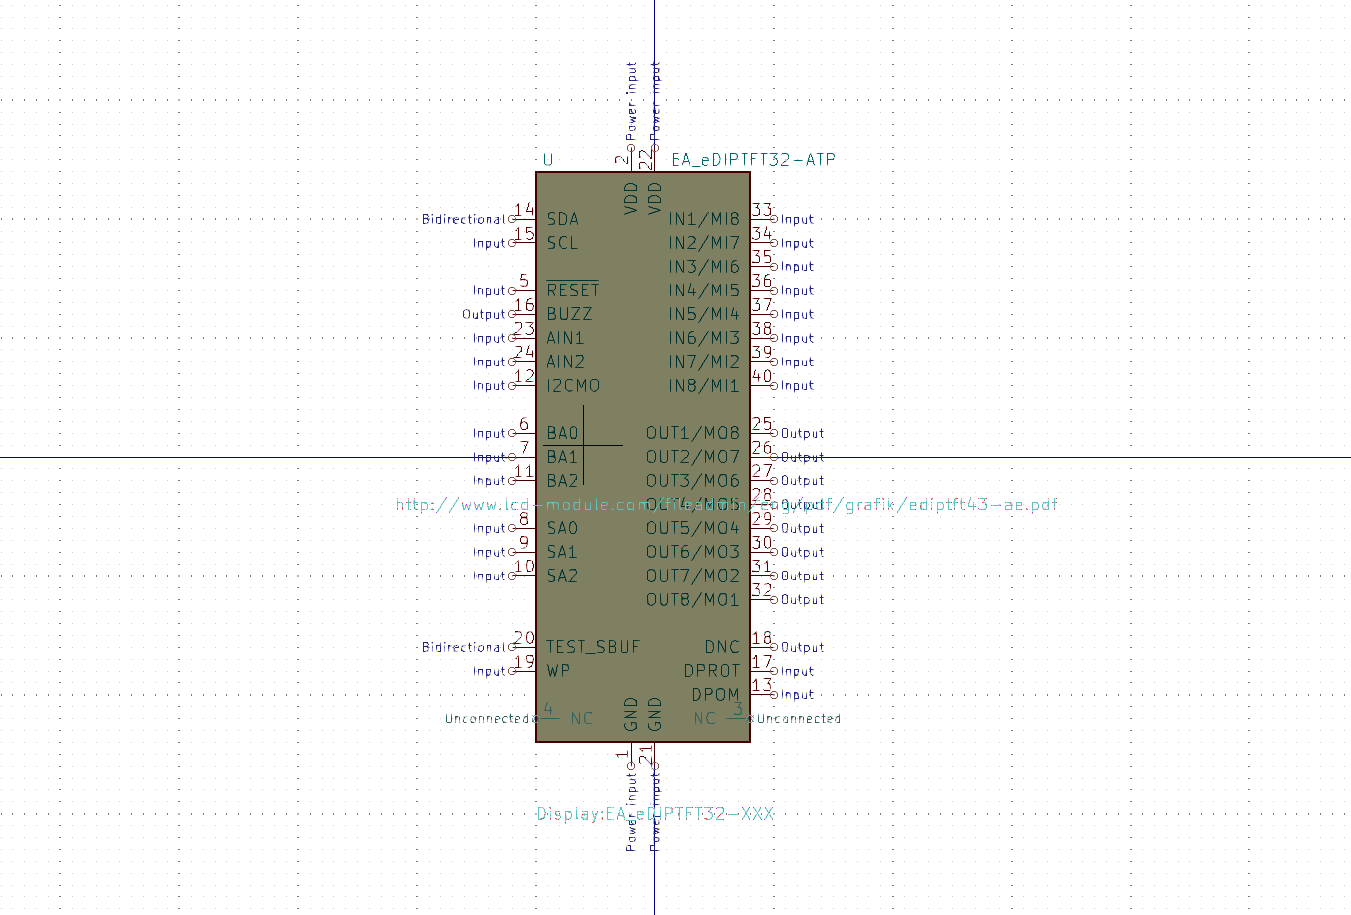 Power input Power input
U 2 22 EA_eDIPTFT32-ATP
VDD VDD
Bidirectional 14 SDA IN1/MI8 33 Input
Input 15 SCL IN2/MI7 34 Input
IN3/MI6 35 Input
Input 5 RESET IN4/MI5 36 Input
Output 16 BUZZ IN5/MI4 37 Input
Input 23 AIN1 IN6/MI3 38 Input
Input 24 AIN2 IN7/MI2 39 Input
Input 12 I2CMO IN8/MI1 40 Input
Input 6 BA0 OUT1/MO8 25 Output
Input 7 BA1 OUT2/MO7 26 Output
Input 11 BA2 OUT3/MO6 27 Output
OUT4/MO5 28 Output
http://www.lcd-module.com/fileadmin/eng/pdf/grafik/ediptft43-ae.pdf
Input 8 SA0 OUT5/MO4 29 Output
Input 9 SA1 OUT6/MO3 30 Output
Input 10 SA2 OUT7/MO2 31 Output
OUT8/MO1 32 Output
Bidirectional 20 TEST_SBUF DNC 18 Output
Input 19 WP DPROT 17 Input
DPOM 13 Input
Unconnected 4 NC GND GND NC 3 Unconnected
1 21
Power input Power input
Display:EA_eDIPTFT32-XXX